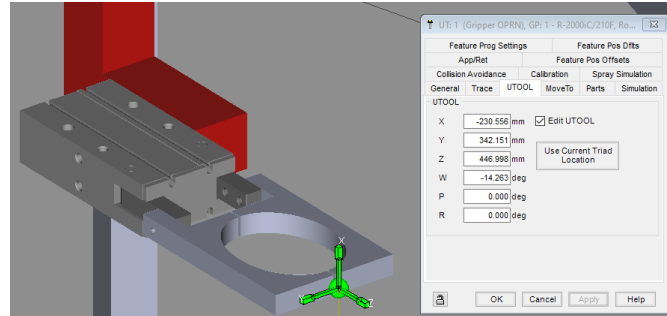 UT: 1 (Gripper OPRN), GP: 1 - R-2000iC/210F, Ro...
Feature Prog Settings Feature Pos Dflts
App/Ret Feature Pos Offsets
Collision Avoidance Calibration Spray Simulation
General Trace UTOOL MoveTo Parts Simulation
UTOOL
X -230.556 mm Edit UTOOL
Y 342.151 mm
Use Current Triad
Location
Z 446.998 mm
W -14.263 deg
P 0.000 deg
R 0.000 deg
OK Cancel Apply Help
X
Y Z